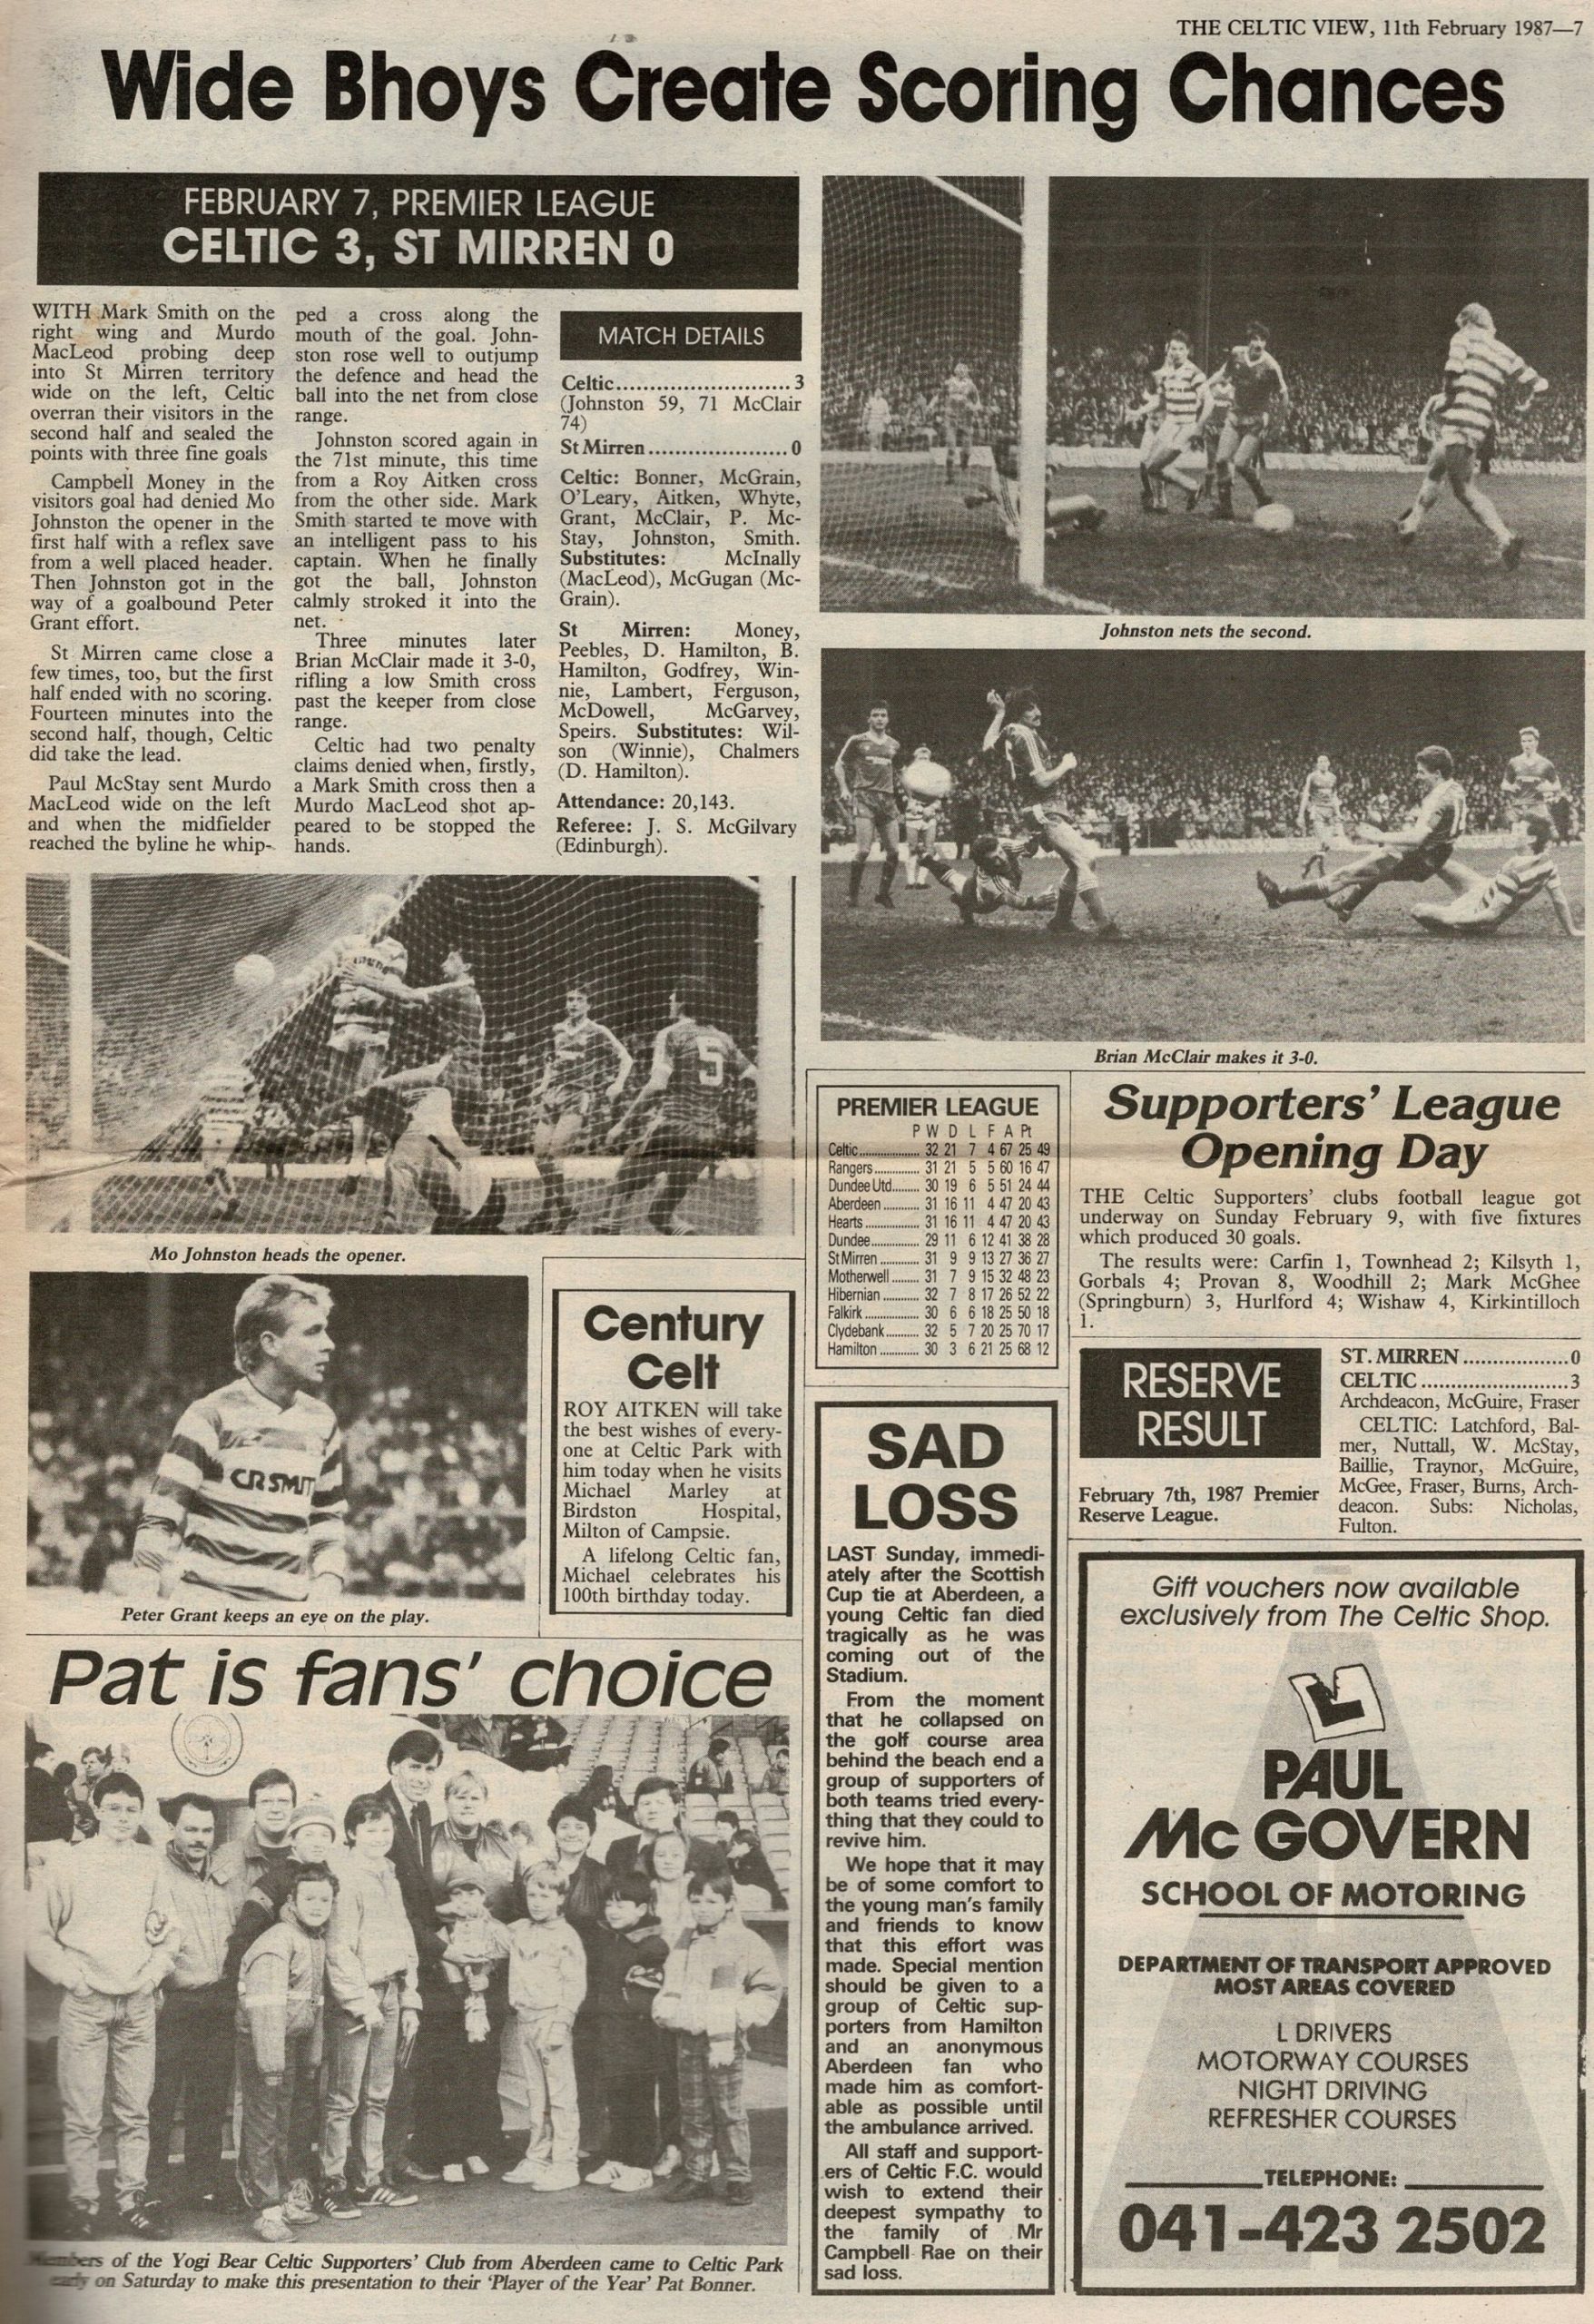 THE CELTIC VIEW, 11th February 1987—7
Wide Bhoys Create Scoring Chances
FEBRUARY 7, PREMIER LEAGUE
CELTIC 3, ST MIRREN 0
WITH Mark Smith on the
right wing and Murdo
MacLeod probing deep
into St Mirren territory
wide on the left, Celtic
overran their visitors in the
second half and sealed the
points with three fine goals
Campbell Money in the
visitors goal had denied Mo
Johnston the opener in the
first half with a reflex save
from a well placed header.
Then Johnston got in the
way of a goalbound Peter
Grant effort.
St Mirren came close a
few times, too, but the first
half ended with no scoring.
Fourteen minutes into the
second half, though, Celtic
did take the lead.
Paul McStay sent Murdo
MacLeod wide on the left
and when the midfielder
reached the byline he whip-
ped a cross along the
mouth of the goal. John-
ston rose well to outjump
the defence and head the
ball into the net from close
range.
Johnston scored again in
the 71st minute, this time
from a Roy Aitken cross
from the other side. Mark
Smith started te move with
an intelligent pass to his
captain. When he finally
got the ball, Johnston
calmly stroked it into the
net.
Three minutes later
Brian McClair made it 3-0,
rifling a low Smith cross
past the keeper from close
range.
Celtic had two penalty
claims denied when, firstly,
a Mark Smith cross then a
Murdo MacLeod shot ap-
peared to be stopped the
hands.
MATCH DETAILS
Celtic..........................3
(Johnston 59, 71 McClair
74)
St Mirren.....................0
Celtic: Bonner, McGrain,
O'Leary, Aitken, Whyte,
Grant, McClair, P. Mc-
Stay, Johnston, Smith.
Substitutes: McInally
(MacLeod), McGugan (Mc-
Grain).
St Mirren: Money,
Peebles, D. Hamilton, B.
Hamilton, Godfrey, Win-
nie, Lambert, Ferguson,
McDowell, McGarvey,
Speirs. Substitutes: Wil-
son (Winnie), Chalmers
(D. Hamilton).
Attendance: 20,143.
Referee: J. S. McGilvary
(Edinburgh).
Johnston nets the second.
Brian McClair makes it 3-0.
5
Mo Johnston heads the opener.
CR SMIT
Peter Grant keeps an eye on the play.
Century
Celt
ROY AITKEN will take
the best wishes of every-
one at Celtic Park with
him today when he visits
Michael Marley at
Birdston Hospital,
Milton of Campsie.
A lifelong Celtic fan,
Michael celebrates his
100th birthday today.
PREMIER LEAGUE
P W D L F A Pt
Celtic.................. 32 21 7 4 67 25 49
Rangers............. 31 21 5 5 60 16 47
Dundee Utd........ 30 19 6 5 51 24 44
Aberdeen........... 31 16 11 4 47 20 43
Hearts................ 31 16 11 4 47 20 43
Dundee.............. 29 11 6 12 41 38 28
St Mirren............ 31 9 9 13 27 36 27
Motherwell........ 31 7 9 15 32 48 23
Hibernian........... 32 7 8 17 26 52 22
Falkirk................ 30 6 6 18 25 50 18
Clydebank.......... 32 5 7 20 25 70 17
Hamilton............ 30 3 6 21 25 68 12
Supporters' League
Opening Day
THE Celtic Supporters' clubs football league got
underway on Sunday February 9, with five fixtures
which produced 30 goals.
The results were: Carfin 1, Townhead 2; Kilsyth 1,
Gorbals 4; Provan 8, Woodhill 2; Mark McGhee
(Springburn) 3, Hurlford 4; Wishaw 4, Kirkintilloch
1.
RESERVE
RESULT
February 7th, 1987 Premier
Reserve League.
ST. MIRREN..................0
CELTIC.........................3
Archdeacon, McGuire, Fraser
CELTIC: Latchford, Bal-
mer, Nuttall, W. McStay,
Baillie, Traynor, McGuire,
McGee, Fraser, Burns, Arch-
deacon. Subs: Nicholas,
Fulton.
SAD
LOSS
LAST Sunday, immedi-
ately after the Scottish
Cup tie at Aberdeen, a
young Celtic fan died
tragically as he was
coming out of the
Stadium.
From the moment
that he collapsed on
the golf course area
behind the beach end a
group of supporters of
both teams tried every-
thing that they could to
revive him.
We hope that it may
be of some comfort to
the young man's family
and friends to know
that this effort was
made. Special mention
should be given to a
group of Celtic sup-
porters from Hamilton
and an anonymous
Aberdeen fan who
made him as comfort-
able as possible until
the ambulance arrived.
All staff and support-
ers of Celtic F.C. would
wish to extend their
deepest sympathy to
the family of Mr
Campbell Rae on their
sad loss.
Gift vouchers now available
exclusively from The Celtic Shop.
PAUL
McGOVERN
SCHOOL OF MOTORING
DEPARTMENT OF TRANSPORT APPROVED
MOST AREAS COVERED
L DRIVERS
MOTORWAY COURSES
NIGHT DRIVING
REFRESHER COURSES
TELEPHONE:
041-423 2502
Pat is fans' choice
Members of the Yogi Bear Celtic Supporters' Club from Aberdeen came to Celtic Park
early on Saturday to make this presentation to their 'Player of the Year' Pat Bonner.